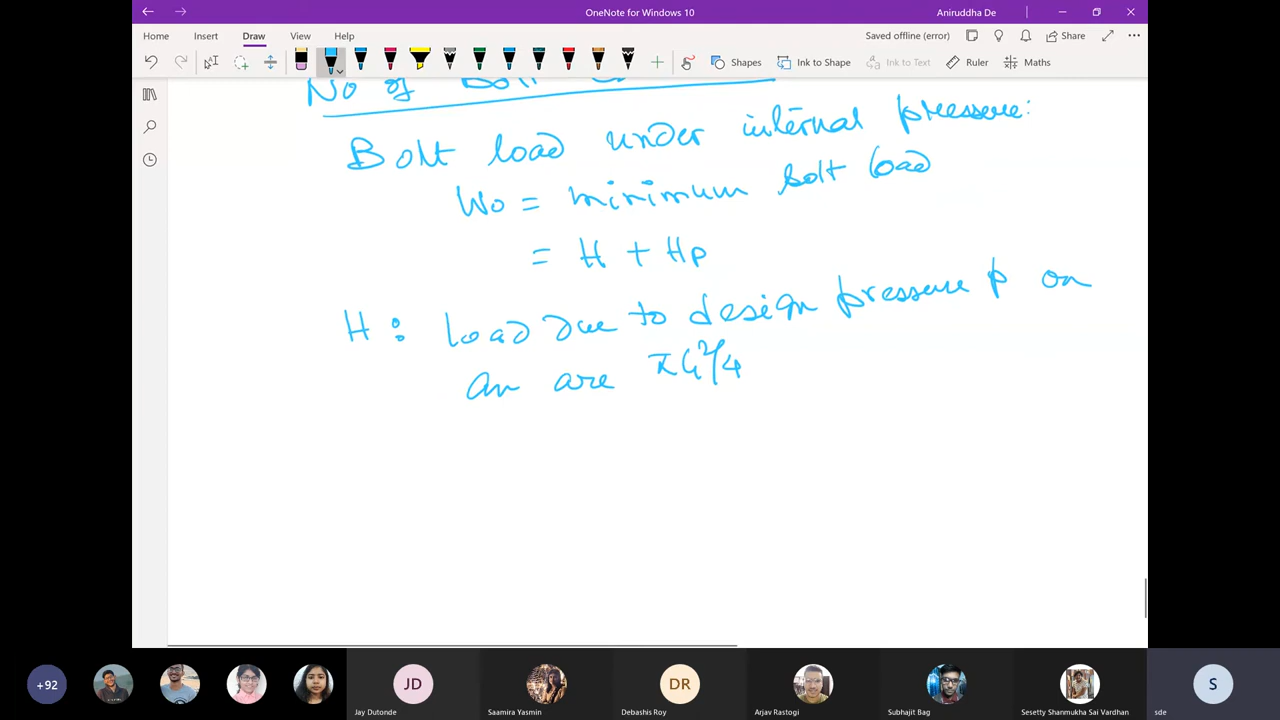 OneNote for Windows 10
Aniruddha De
Home Insert Draw View Help
Saved offline (error) Share
Shapes Ink to Shape Ink to Text Ruler Maths
No of Bolt
Bolt load under internal pressure:
Wo = minimum bolt load
= H + Hp
H : Load due to design pressure p on
an are πG²/4
+92 JD DR S
Jay Dutonde Saamira Yasmin Debashis Roy Arjav Rastogi Subhajit Bag Sesetty Shanmukha Sai Vardhan sde